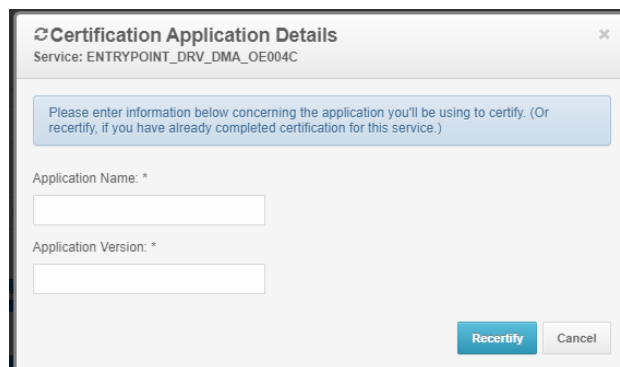 Certification Application Details
Service: ENTRYPOINT_DRV_DMA_OE004C
Please enter information below concerning the application you'll be using to certify. (Or
recertify, if you have already completed certification for this service.)
Application Name: *
Application Version: *
Recertify Cancel